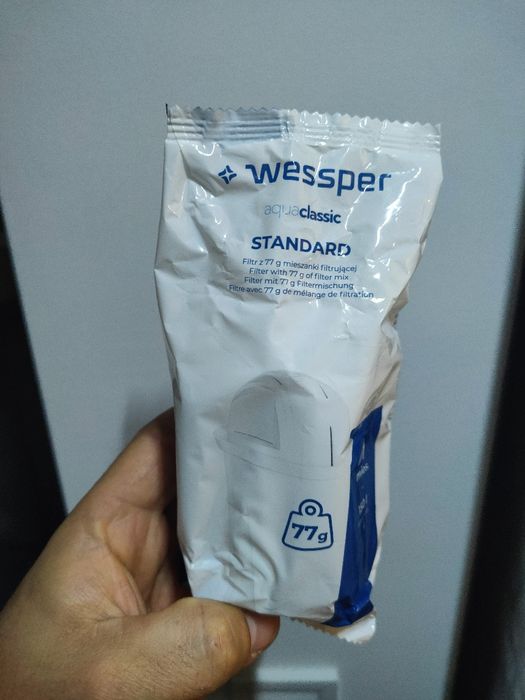 wessper
aquaclassic
STANDARD
Filtr z 77 g mieszanki filtrującej
Filter with 77 g of filter mix
Filter mit 77 g Filtermischung
Filtre avec 77 g de mélange de filtration
77g